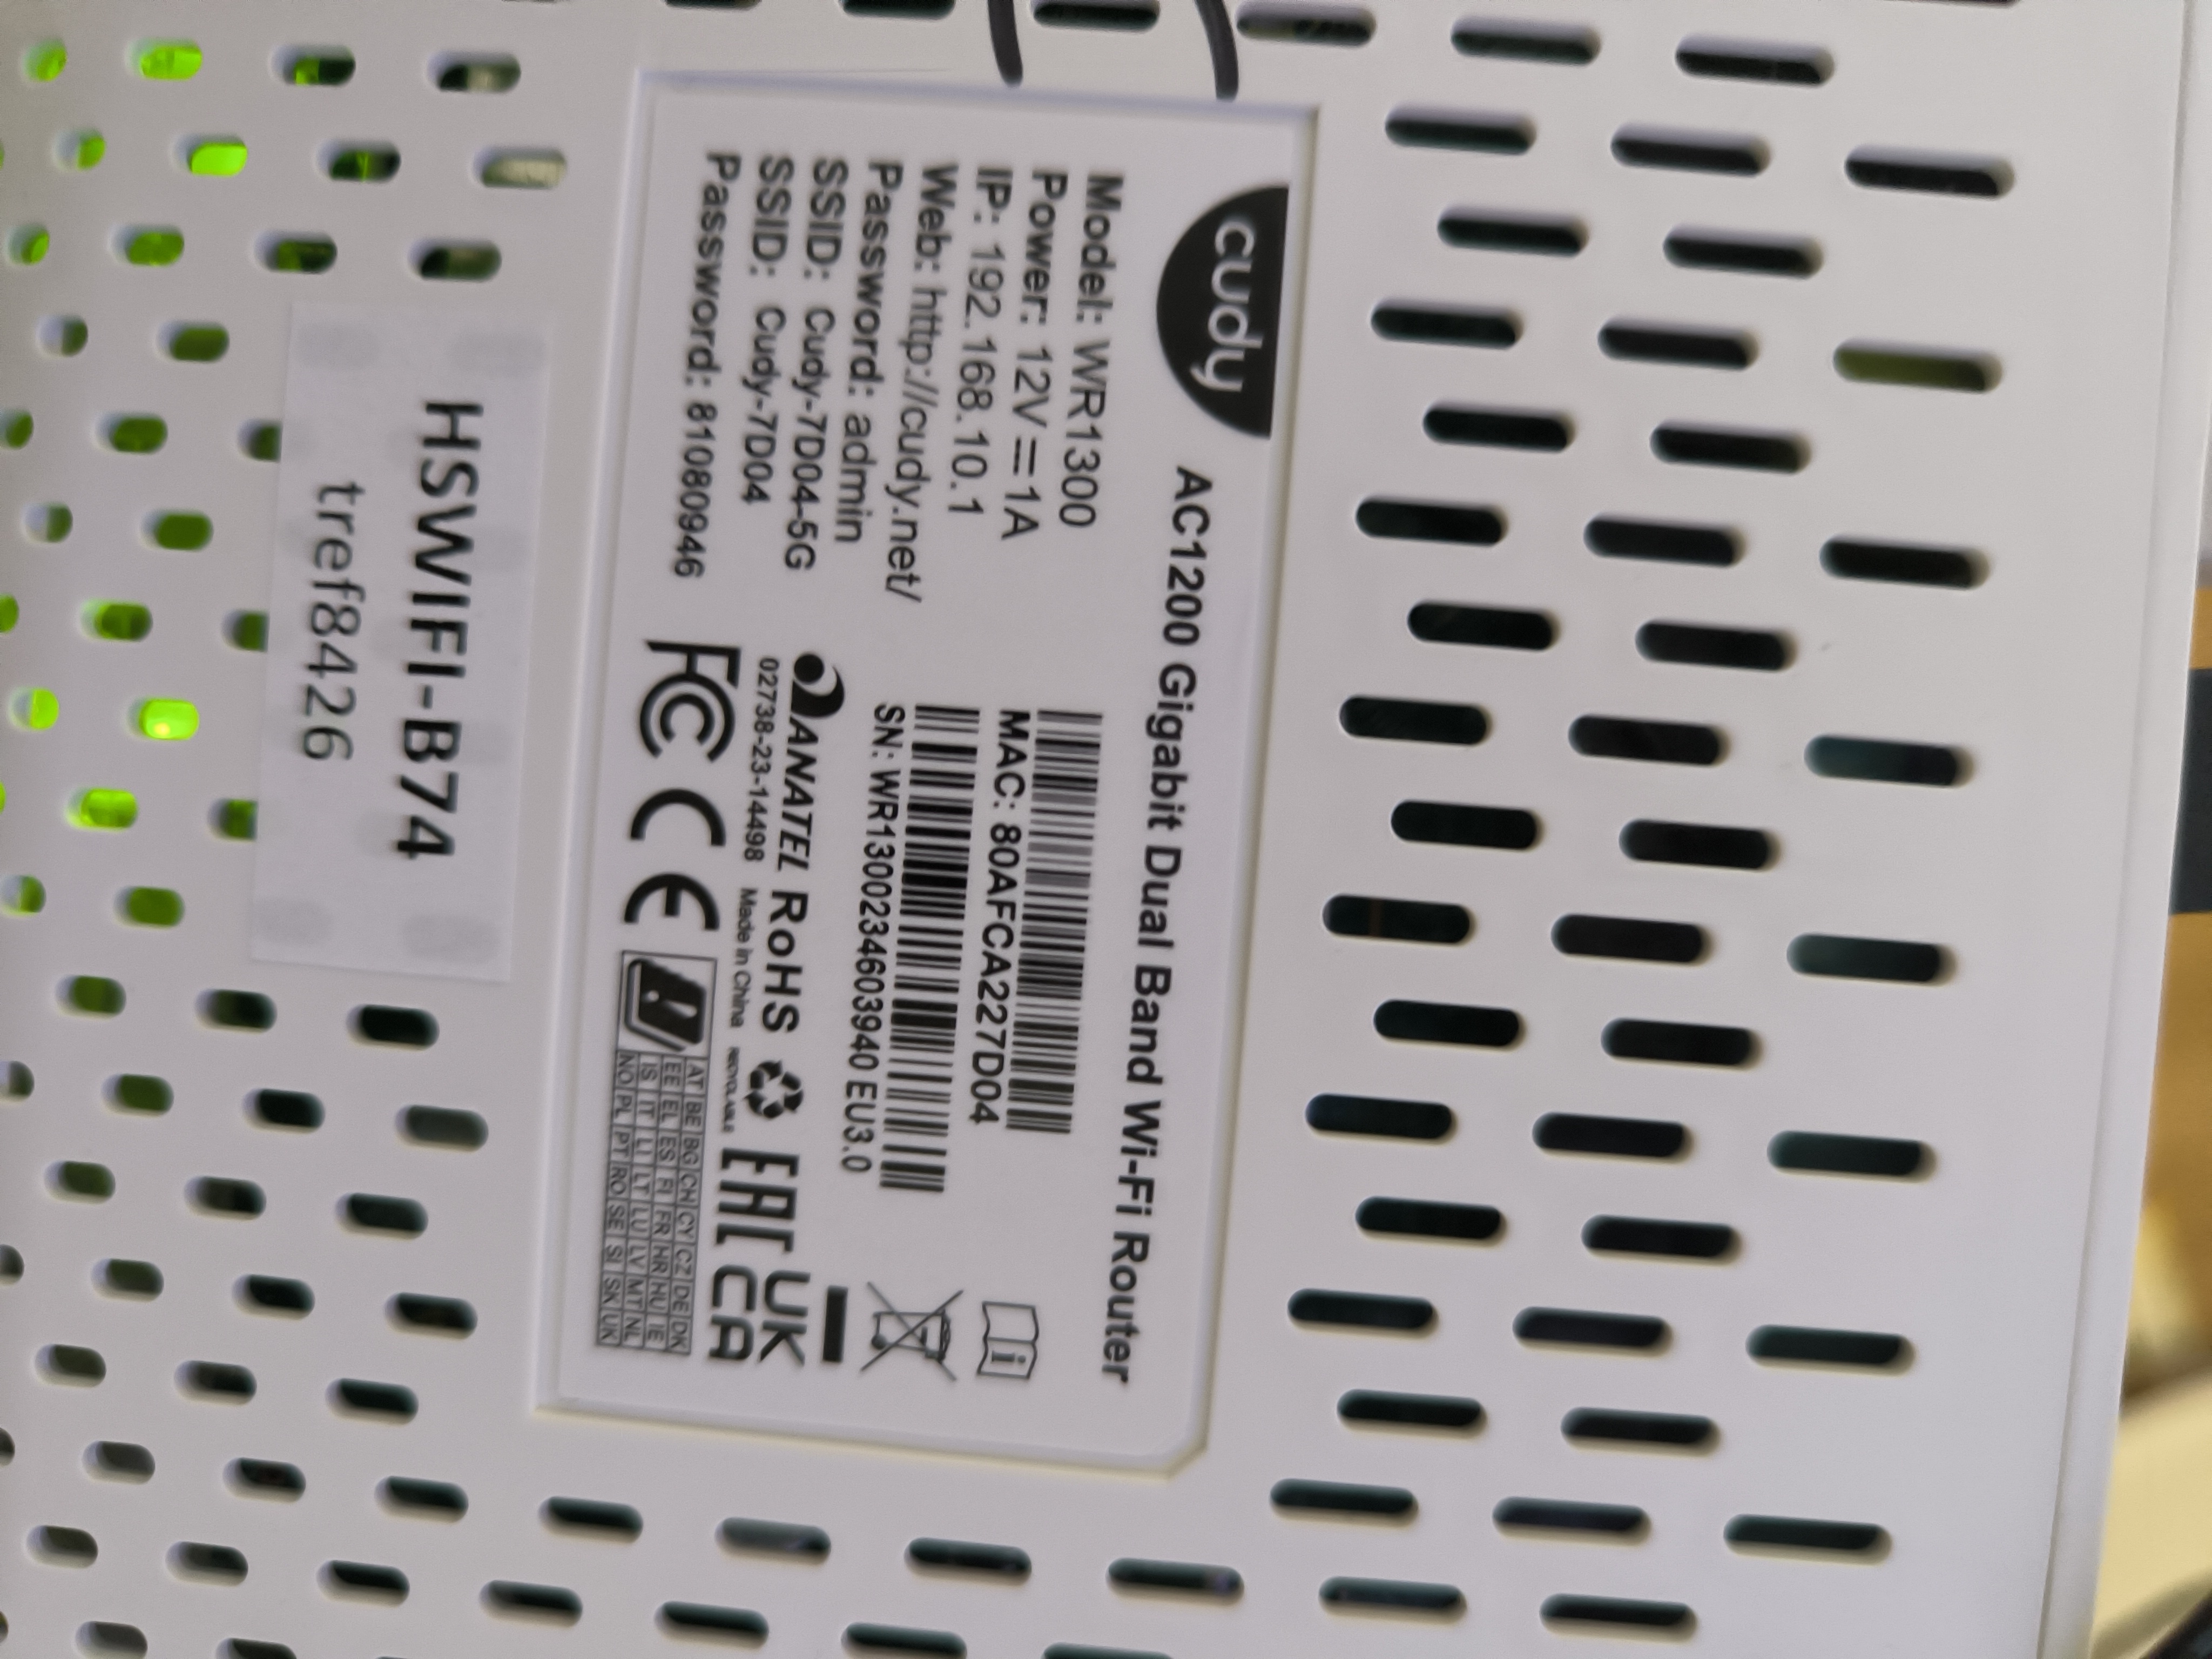 cudy
AC1200 Gigabit Dual Band Wi-Fi Router
Model: WR1300
Power: 12V⎓1A
IP: 192.168.10.1
Web: http://cudy.net/
Password: admin
SSID: Cudy-7D04-5G
SSID: Cudy-7D04
Password: 81080946
MAC: 80AFCA227D04
SN: WR1300234603940 EU3.0
ANATEL RoHS
02738-23-14498 Made in China RECYCLABLE
FC CE EAC UK CA
i
AT BE BG CH CY CZ DE DK
EE EL ES FI FR HR HU IE
IS IT LI LT LU LV MT NL
NO PL PT RO SE SI SK UK
HSWIFI-B74
tref8426